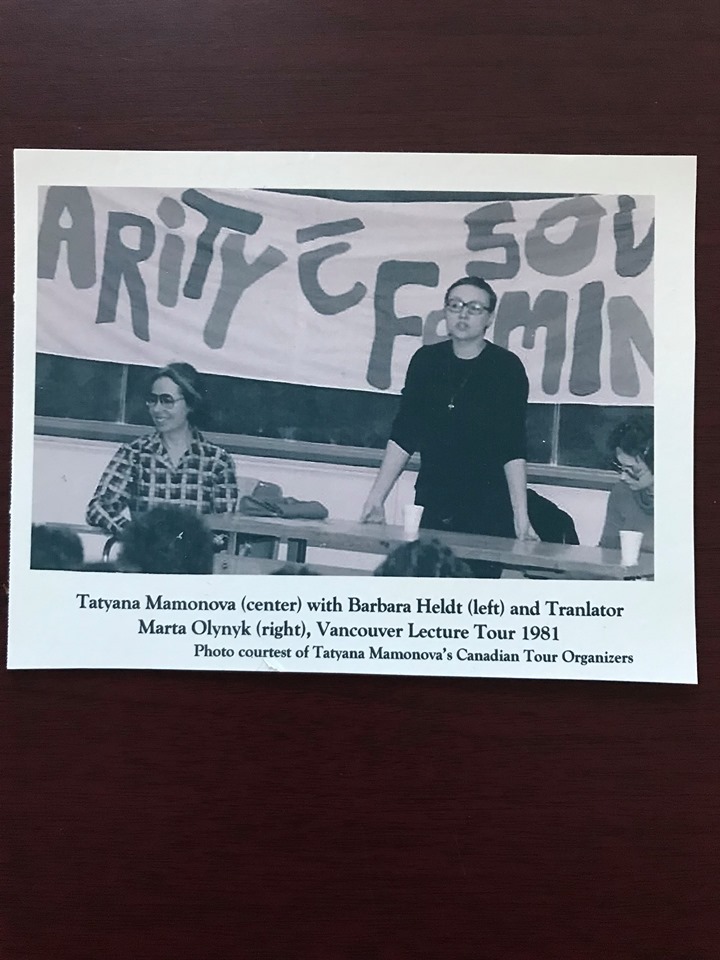 ARiTY
SOV
FeMIN
Tatyana Mamonova (center) with Barbara Heldt (left) and Tranlator
Marta Olynyk (right), Vancouver Lecture Tour 1981
Photo courtest of Tatyana Mamonova's Canadian Tour Organizers